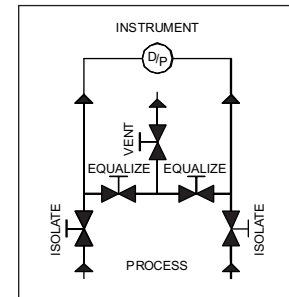 INSTRUMENT
D/P
VENT
EQUALIZE
EQUALIZE
ISOLATE
ISOLATE
PROCESS